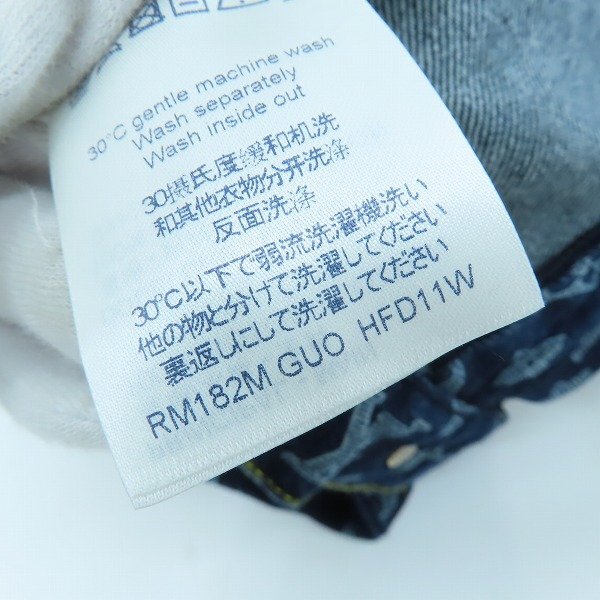 30°C gentle machine wash
Wash separately
Wash inside out
30摄氏度缓和机洗
和其他衣物分开洗涤
反面洗涤
30℃以下で弱流洗濯機洗い
他の物と分けて洗濯してください
裏返しにして洗濯してください
RM182M GUO HFD11W